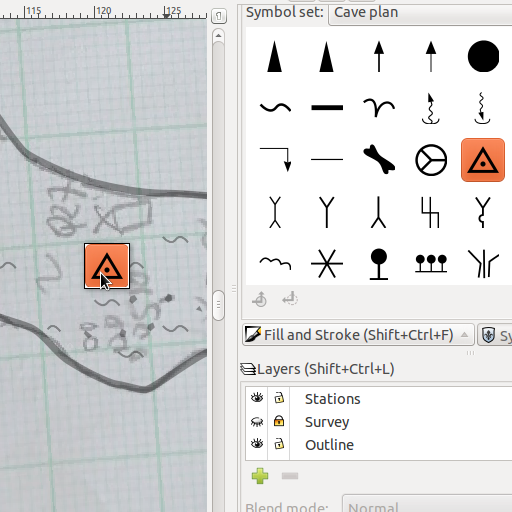 115 120 125
Symbol set: Cave plan
Fill and Stroke (Shift+Ctrl+F)
Layers (Shift+Ctrl+L)
Stations
Survey
Outline
Blend mode: Normal